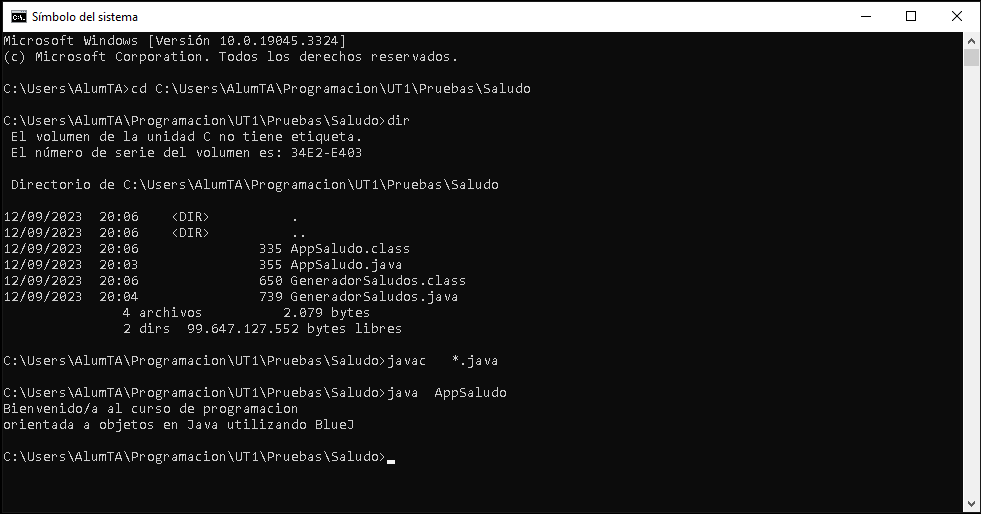 Símbolo del sistema
Microsoft Windows [Versión 10.0.19045.3324]
(c) Microsoft Corporation. Todos los derechos reservados.
C:\Users\AlumTA>cd C:\Users\AlumTA\Programacion\UT1\Pruebas\Saludo
C:\Users\AlumTA\Programacion\UT1\Pruebas\Saludo>dir
El volumen de la unidad C no tiene etiqueta.
El número de serie del volumen es: 34E2-E403
Directorio de C:\Users\AlumTA\Programacion\UT1\Pruebas\Saludo
12/09/2023  20:06    <DIR>          .
12/09/2023  20:06    <DIR>          ..
12/09/2023  20:06               335 AppSaludo.class
12/09/2023  20:03               355 AppSaludo.java
12/09/2023  20:06               650 GeneradorSaludos.class
12/09/2023  20:04               739 GeneradorSaludos.java
4 archivos          2.079 bytes
2 dirs  99.647.127.552 bytes libres
C:\Users\AlumTA\Programacion\UT1\Pruebas\Saludo>javac   *.java
C:\Users\AlumTA\Programacion\UT1\Pruebas\Saludo>java  AppSaludo
Bienvenido/a al curso de programacion
orientada a objetos en Java utilizando BlueJ
C:\Users\AlumTA\Programacion\UT1\Pruebas\Saludo>